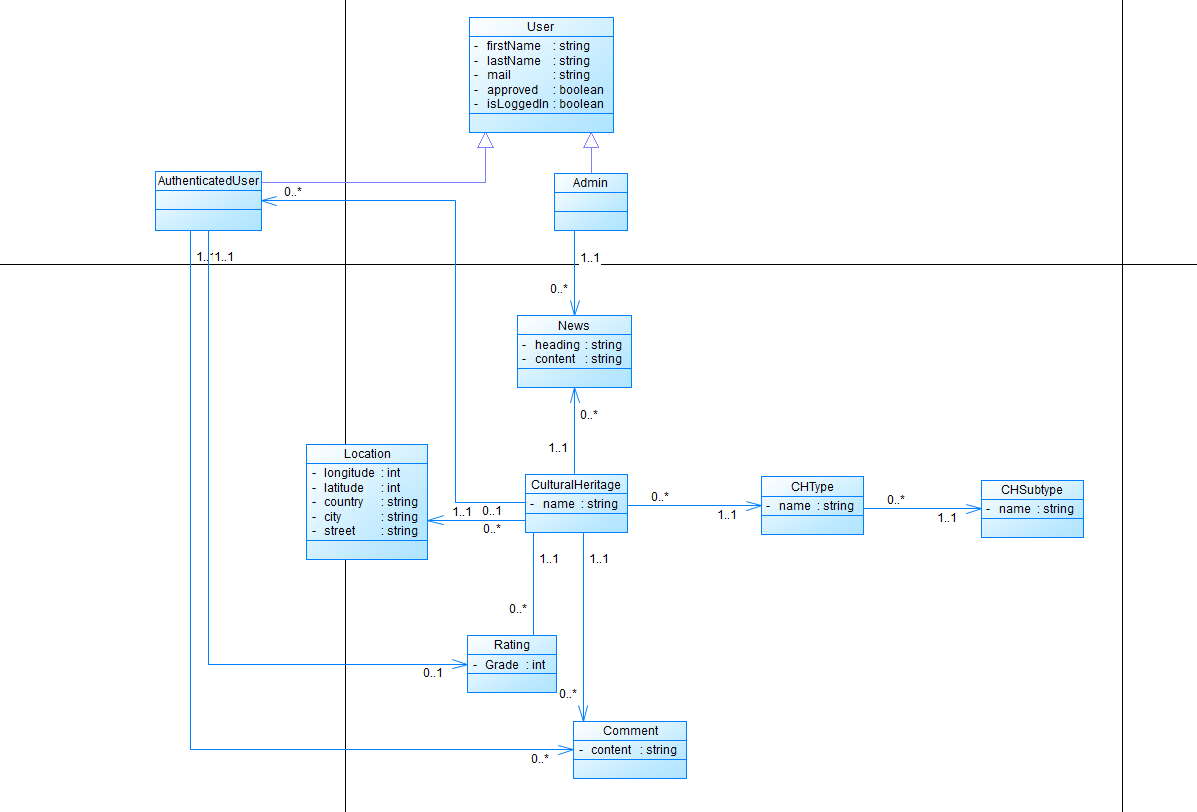 User
- firstName : string
- lastName : string
- mail : string
- approved : boolean
- isLoggedIn : boolean
AuthenticatedUser
0..*
Admin
1..1
1..1
1..1
0..*
News
- heading : string
- content : string
0..*
1..1
Location
- longitude : int
- latitude : int
- country : string
- city : string
- street : string
1..1
0..1
0..*
CulturalHeritage
- name : string
0..*
1..1
CHType
- name : string
0..*
1..1
CHSubtype
- name : string
1..1
1..1
0..*
Rating
- Grade : int
0..1
0..*
Comment
- content : string
0..*